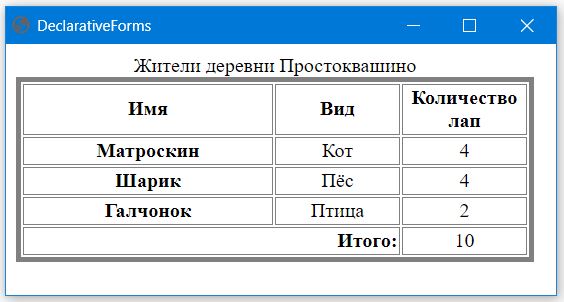 DeclarativeForms
Жители деревни Простоквашино
Имя Вид Количество
лап
Матроскин Кот 4
Шарик Пёс 4
Галчонок Птица 2
Итого: 10